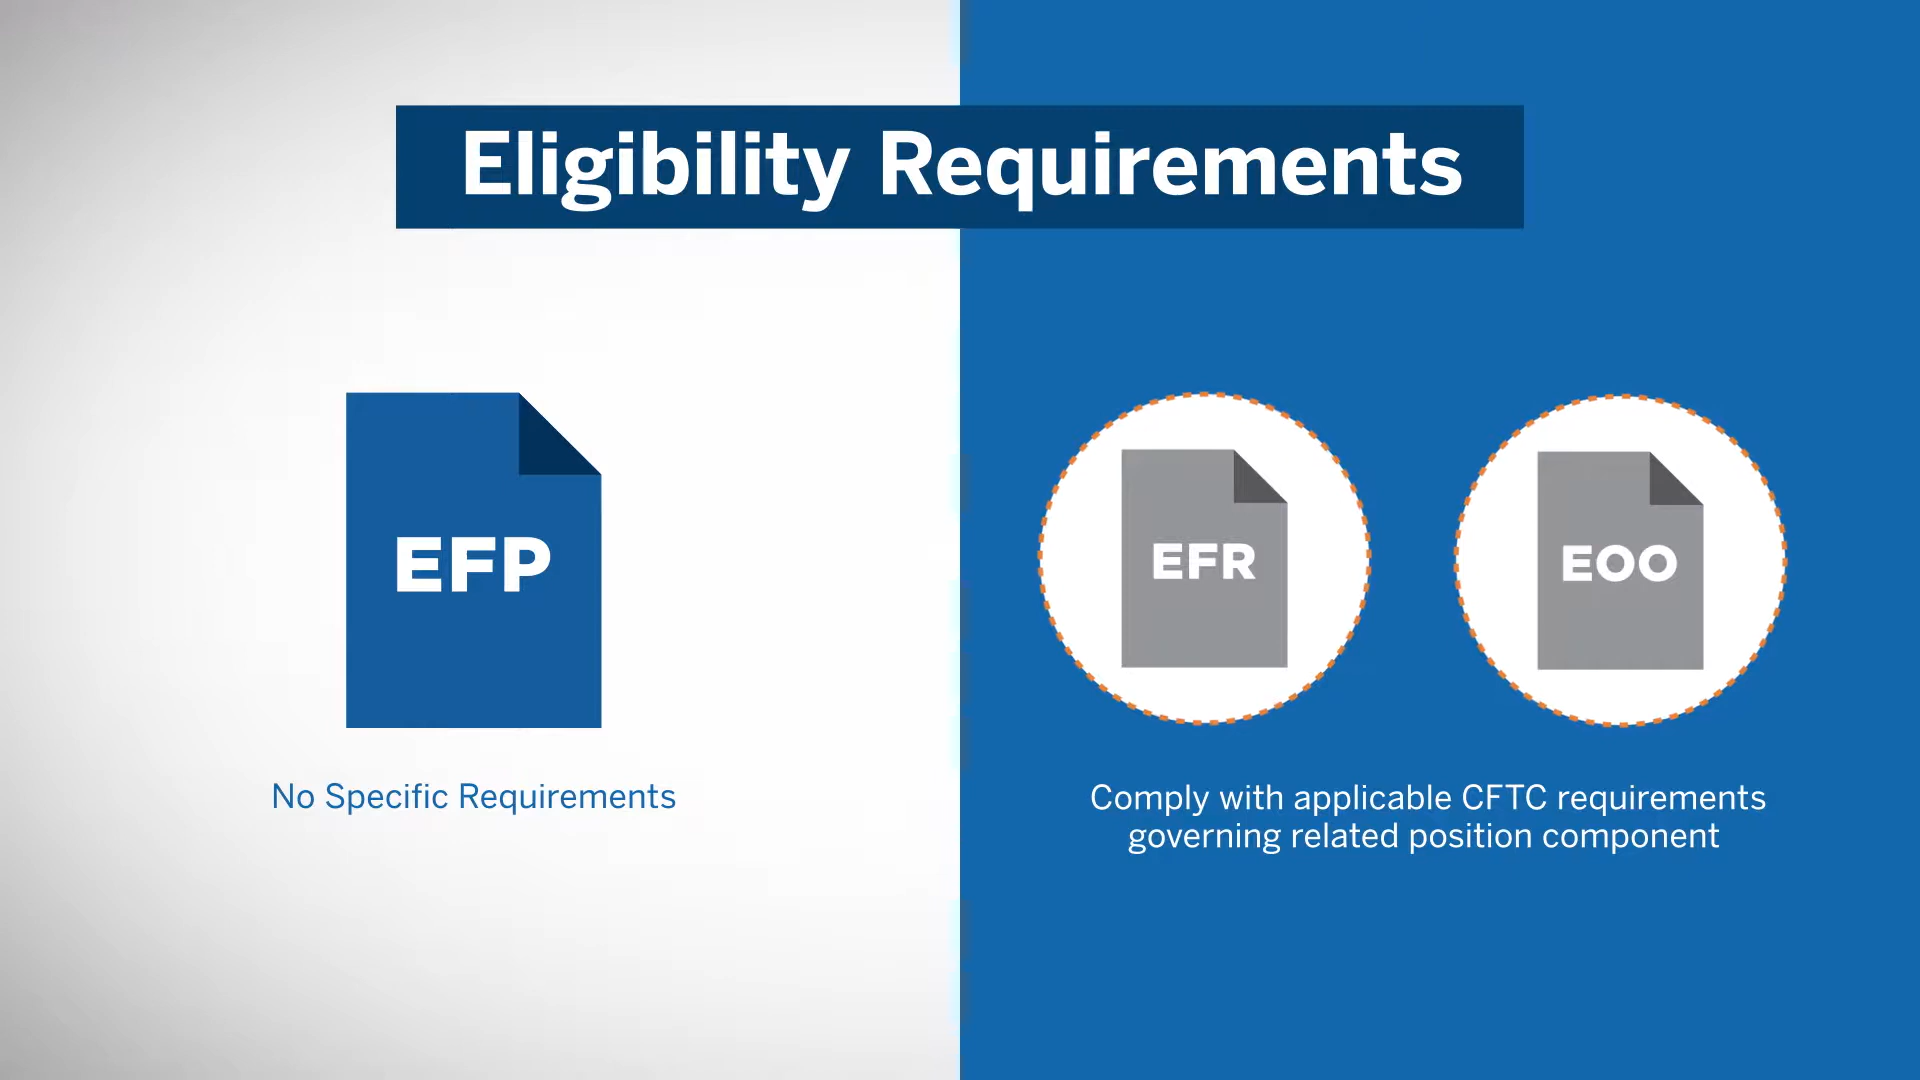 Eligibility Requirements
EFP
No Specific Requirements
EFR
EOO
Comply with applicable CFTC requirements
governing related position component